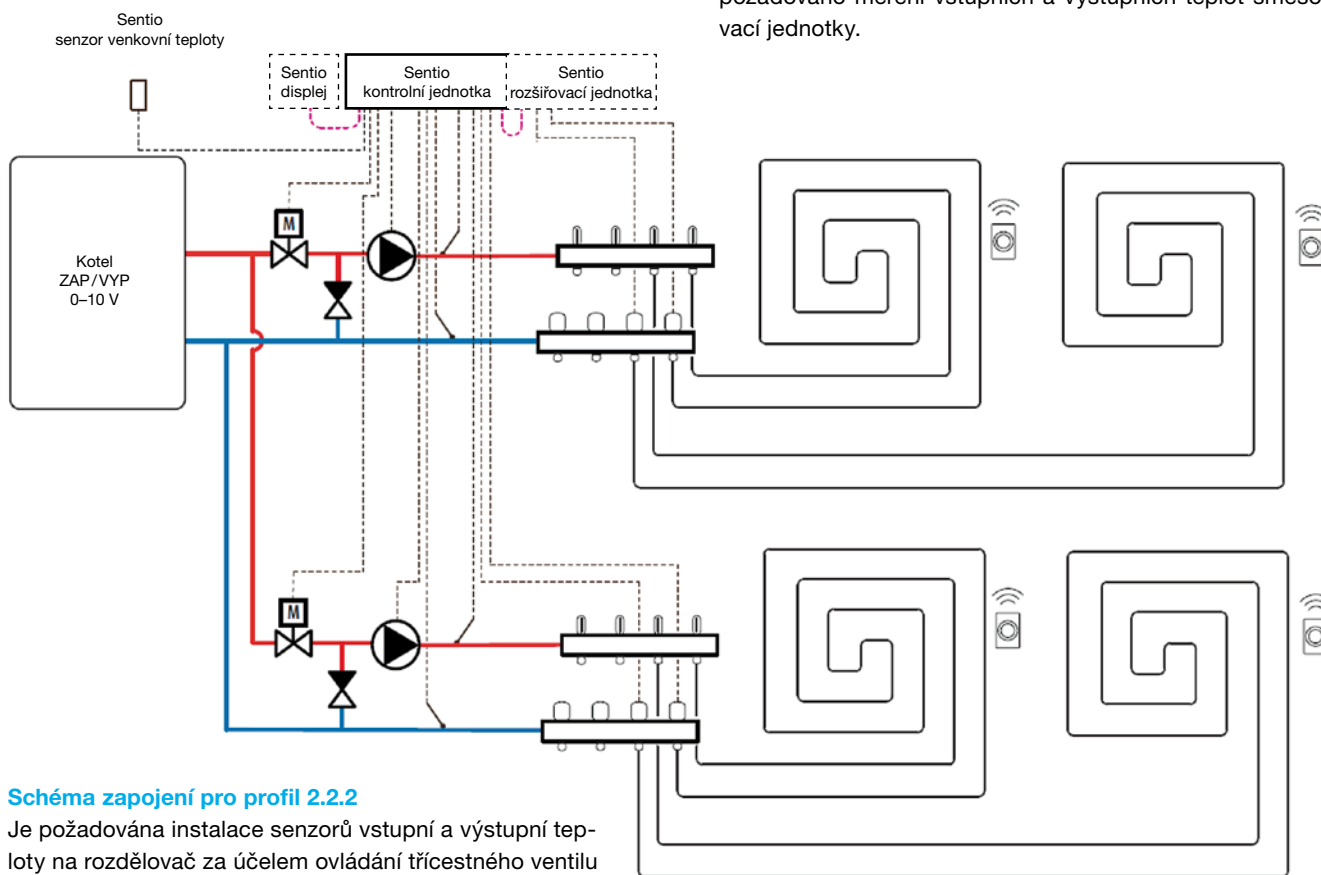 požadováno měření vstupních a výstupních teplot směšo-
vací jednotky.
Sentio
senzor venkovní teploty
Sentio
displej
Sentio
kontrolní jednotka
Sentio
rozšiřovací jednotka
M
Kotel
ZAP/VYP
0–10 V
M
Schéma zapojení pro profil 2.2.2
Je požadována instalace senzorů vstupní a výstupní tep-
loty na rozdělovač za účelem ovládání třícestného ventilu